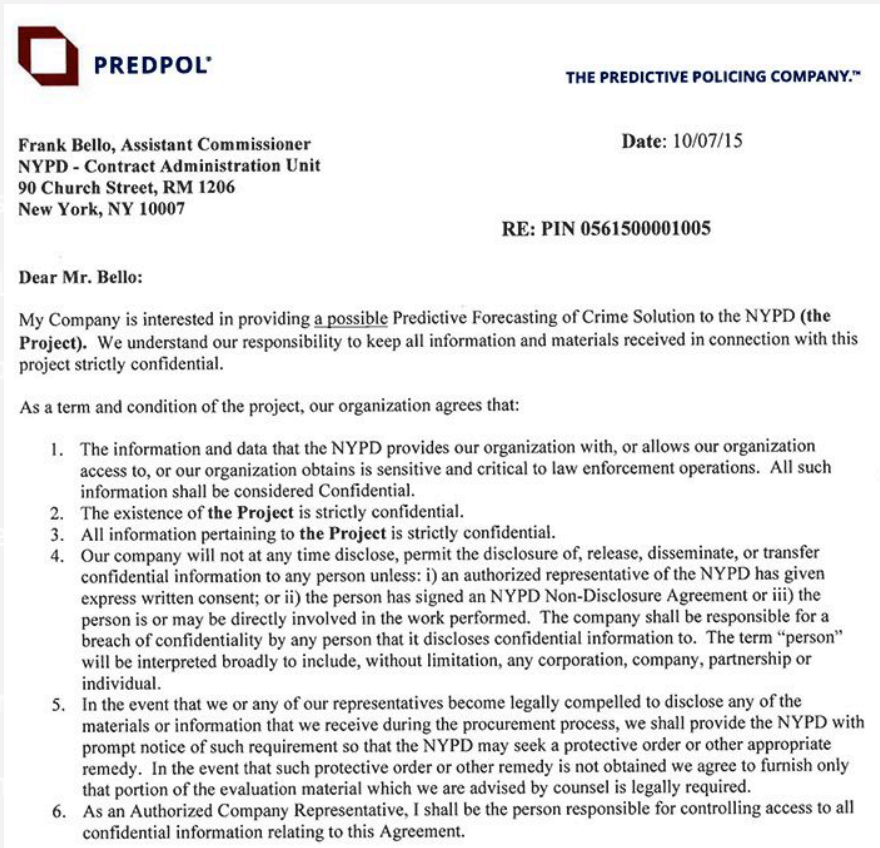 PREDPOL®
THE PREDICTIVE POLICING COMPANY.™
Frank Bello, Assistant Commissioner
NYPD - Contract Administration Unit
90 Church Street, RM 1206
New York, NY 10007
Date: 10/07/15
RE: PIN 0561500001005
Dear Mr. Bello:
My Company is interested in providing a possible Predictive Forecasting of Crime Solution to the NYPD (the
Project). We understand our responsibility to keep all information and materials received in connection with this
project strictly confidential.
As a term and condition of the project, our organization agrees that:
1. The information and data that the NYPD provides our organization with, or allows our organization
access to, or our organization obtains is sensitive and critical to law enforcement operations. All such
information shall be considered Confidential.
2. The existence of the Project is strictly confidential.
3. All information pertaining to the Project is strictly confidential.
4. Our company will not at any time disclose, permit the disclosure of, release, disseminate, or transfer
confidential information to any person unless: i) an authorized representative of the NYPD has given
express written consent; or ii) the person has signed an NYPD Non-Disclosure Agreement or iii) the
person is or may be directly involved in the work performed. The company shall be responsible for a
breach of confidentiality by any person that it discloses confidential information to. The term “person”
will be interpreted broadly to include, without limitation, any corporation, company, partnership or
individual.
5. In the event that we or any of our representatives become legally compelled to disclose any of the
materials or information that we receive during the procurement process, we shall provide the NYPD with
prompt notice of such requirement so that the NYPD may seek a protective order or other appropriate
remedy. In the event that such protective order or other remedy is not obtained we agree to furnish only
that portion of the evaluation material which we are advised by counsel is legally required.
6. As an Authorized Company Representative, I shall be the person responsible for controlling access to all
confidential information relating to this Agreement.